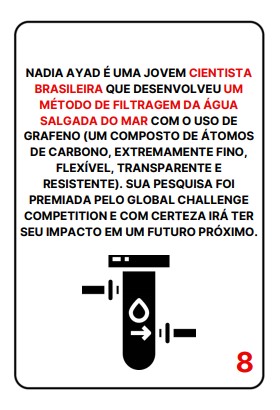 NADIA AYAD É UMA JOVEM CIENTISTA
BRASILEIRA QUE DESENVOLVEU UM
MÉTODO DE FILTRAGEM DA ÁGUA
SALGADA DO MAR COM O USO DE
GRAFENO (UM COMPOSTO DE ÁTOMOS
DE CARBONO, EXTREMAMENTE FINO,
FLEXÍVEL, TRANSPARENTE E
RESISTENTE). SUA PESQUISA FOI
PREMIADA PELO GLOBAL CHALLENGE
COMPETITION E COM CERTEZA IRÁ TER
SEU IMPACTO EM UM FUTURO PRÓXIMO.
8